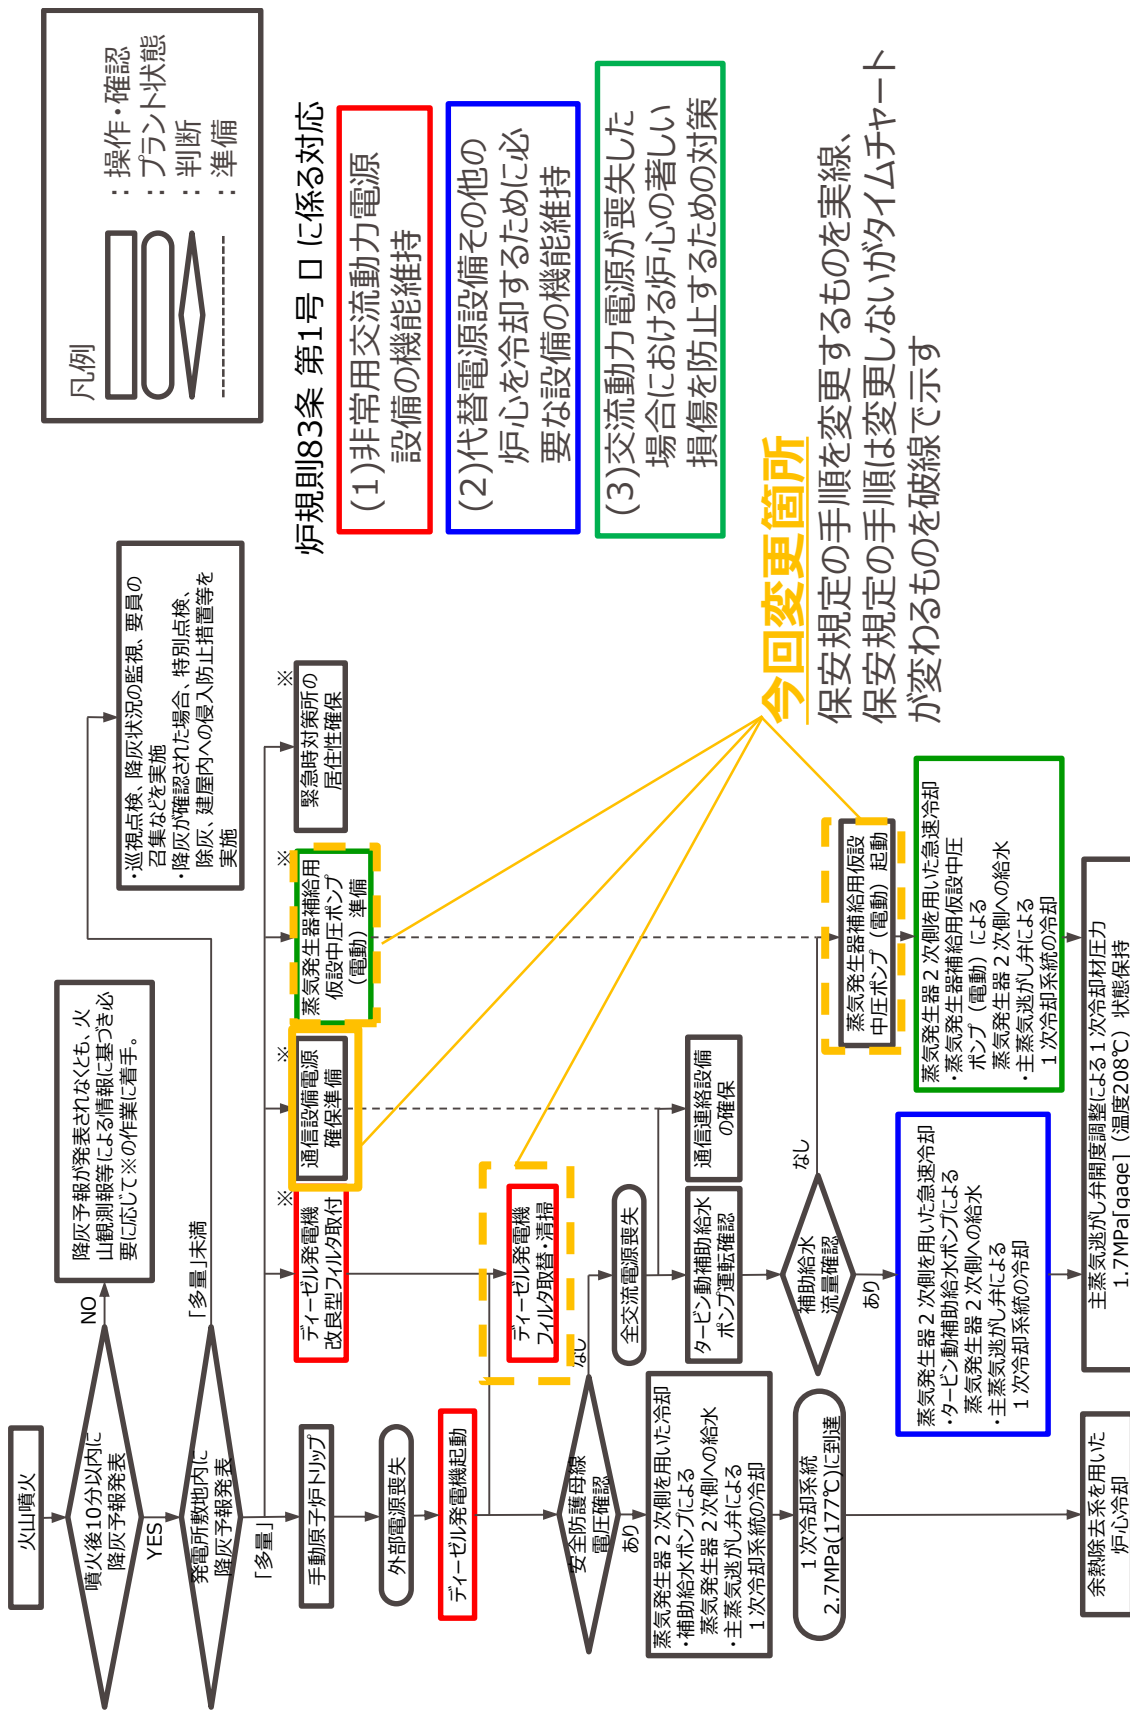 火山噴火
噴火後10分以内に
降灰予報発表
NO
YES
降灰予報が発表されなくとも、火
山観測報等による情報に基づき必
要に応じて※の作業に着手。
発電所敷地内に
降灰予報発表
「多量」未満
「多量」
・巡視点検、降灰状況の監視、要員の
召集などを実施
・降灰が確認された場合、特別点検、
除灰、建屋内への侵入防止措置等を
実施
手動原子炉トリップ
※
ディーゼル発電機
改良型フィルタ取付
※
通信設備電源
確保準備
※
蒸気発生器補給用
仮設中圧ポンプ
（電動）準備
※
緊急時対策所の
居住性確保
外部電源喪失
ディーゼル発電機起動
ディーゼル発電機
フィルタ取替・清掃
安全防護母線
電圧確認
なし
あり
全交流電源喪失
蒸気発生器２次側を用いた冷却
・補助給水ポンプによる
蒸気発生器２次側への給水
・主蒸気逃がし弁による
１次冷却系統の冷却
タービン動補助給水
ポンプ運転確認
通信連絡設備
の確保
１次冷却系統
2.7MPa(177℃)に到達
補助給水
流量確認
なし
あり
蒸気発生器補給用仮設
中圧ポンプ（電動）起動
蒸気発生器２次側を用いた急速冷却
・タービン動補助給水ポンプによる
蒸気発生器２次側への給水
・主蒸気逃がし弁による
１次冷却系統の冷却
蒸気発生器２次側を用いた急速冷却
・蒸気発生器補給用仮設中圧
ポンプ（電動）による
蒸気発生器２次側への給水
・主蒸気逃がし弁による
１次冷却系統の冷却
余熱除去系を用いた
炉心冷却
主蒸気逃がし弁開度調整による１次冷却材圧力
1.7MPa[gage]（温度208℃）状態保持
凡例
：操作・確認
：プラント状態
：判断
：準備
炉規則83条 第1号 ロ に係る対応
(1)非常用交流動力電源
設備の機能維持
(2)代替電源設備その他の
炉心を冷却するために必
要な設備の機能維持
(3)交流動力電源が喪失した
場合における炉心の著しい
損傷を防止するための対策
今回変更箇所
保安規定の手順を変更するものを実線、
保安規定の手順は変更しないがタイムチャート
が変わるものを破線で示す